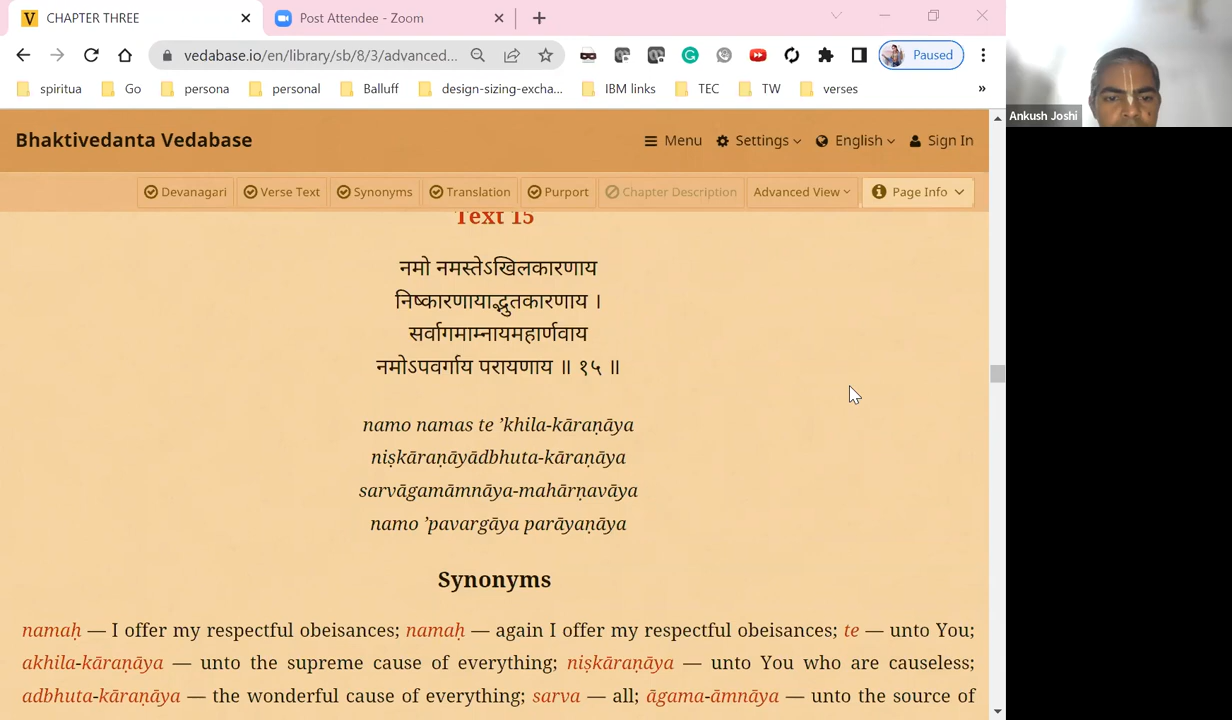 CHAPTER THREE
Post Attendee - Zoom
vedabase.io/en/library/sb/8/3/advanced...
Paused
spiritua
Go
persona
personal
Balluff
design-sizing-excha...
IBM links
TEC
TW
verses
»
Bhaktivedanta Vedabase
Menu
Settings
English
Sign In
Devanagari
Verse Text
Synonyms
Translation
Purport
Chapter Description
Advanced View
Page Info
Ankush Joshi
Text 15
नमो नमस्तेऽखिलकारणाय
निष्कारणायाद्भुतकारणाय ।
सर्वागमाम्नायमहार्णवाय
नमोऽपवर्गाय परायणाय ॥ १५ ॥
namo namas te ’khila-kāraṇāya
niṣkāraṇāyādbhuta-kāraṇāya
sarvāgamāmnāya-mahārṇavāya
namo ’pavargāya parāyaṇāya
Synonyms
namaḥ — I offer my respectful obeisances; namaḥ — again I offer my respectful obeisances; te — unto You;
akhila-kāraṇāya — unto the supreme cause of everything; niṣkāraṇāya — unto You who are causeless;
adbhuta-kāraṇāya — the wonderful cause of everything; sarva — all; āgama-āmnāya — unto the source of